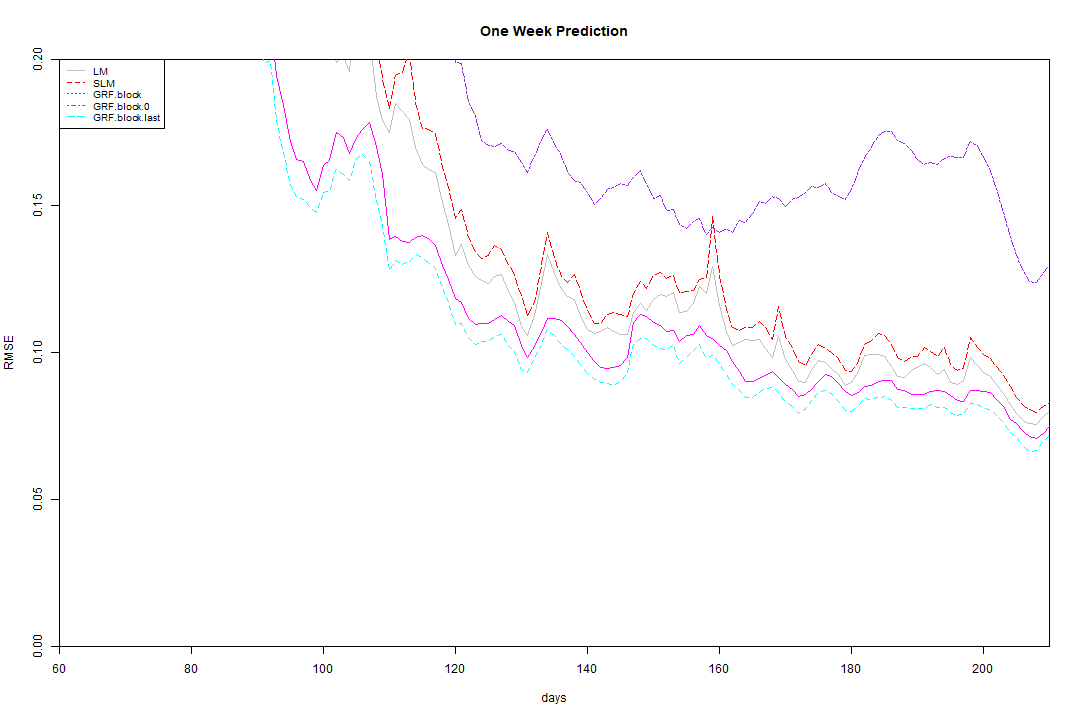 One Week Prediction
LM
SLM
GRF.block
GRF.block.0
GRF.block.last
RMSE
0.20
0.15
0.10
0.05
0.00
60 80 100 120 140 160 180 200
days